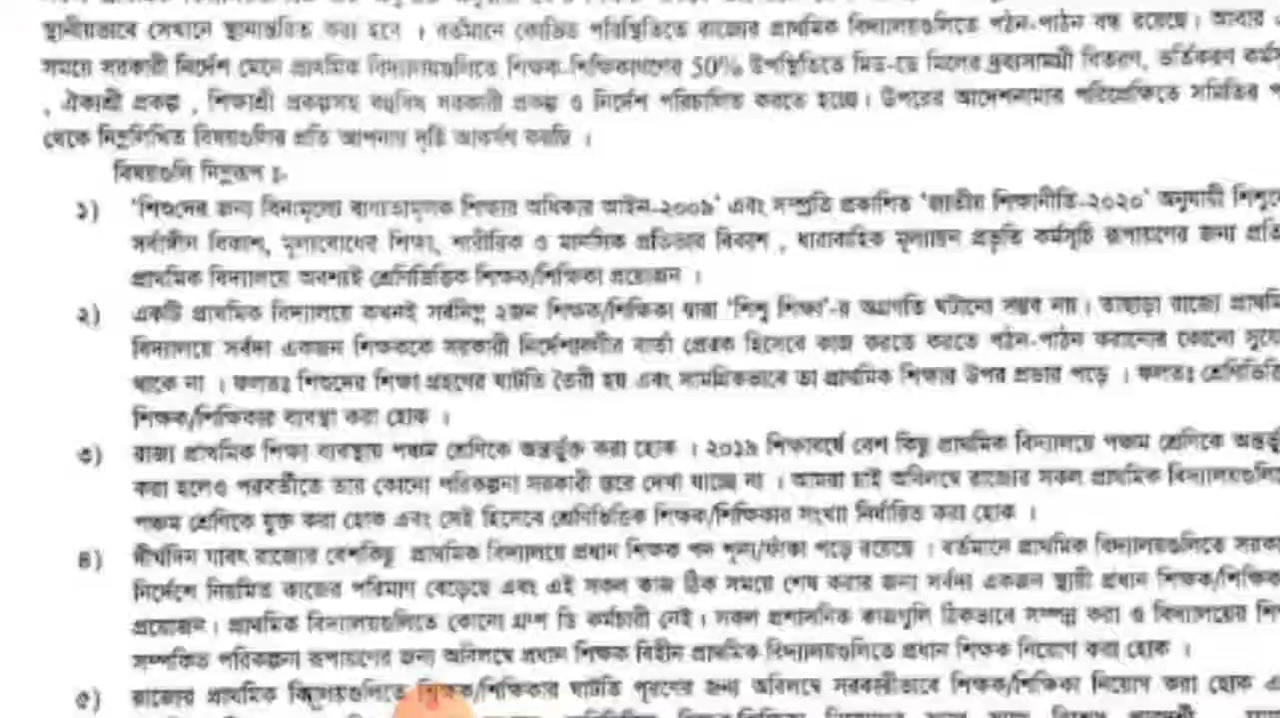 স্থানীয়ভাবে সেখানে স্থানান্তরিত করা হবে । বর্তমানে কোভিড পরিস্থিতিতে রাজ্যের প্রাথমিক বিদ্যালয়গুলিতে পঠন-পাঠন বন্ধ রয়েছে। আবার
সময়ে সরকারী নির্দেশ মেনে প্রাথমিক বিদ্যালয়গুলিতে শিক্ষক-শিক্ষিকাগণের 50% উপস্থিতিতে মিড-ডে মিলের দ্রব্যসামগ্রী বিতরণ, ভর্তিকরণ
, ঐক্যশ্রী প্রকল্প , শিক্ষাশ্রী প্রকল্পসহ বহুবিধ সরকারী প্রকল্প ও নির্দেশ পরিচালিত করতে হচ্ছে। উপরের আদেশনামার পরিপ্রেক্ষিতে সমিতির
থেকে নিম্নলিখিত বিষয়গুলির প্রতি আপনার দৃষ্টি আকর্ষণ করছি ।
বিষয়গুলি নিম্নরূপ ঃ-
১) 'শিশুদের জন্য বিনামূল্যে বাধ্যতামূলক শিক্ষার অধিকার আইন-২০০৯' এবং সম্প্রতি প্রকাশিত 'জাতীয় শিক্ষানীতি-২০২০' অনুযায়ী
সর্বাঙ্গীন বিকাশ, মূল্যবোধের শিক্ষা, শারীরিক ও মানসিক প্রতিভার বিকাশ , ধারাবাহিক মূল্যায়ন প্রভৃতি কর্মসূচি রূপায়ণের জন্য
প্রাথমিক বিদ্যালয়ে অবশ্যই শ্রেণিভিত্তিক শিক্ষক/শিক্ষিকা প্রয়োজন ।
২) একটি প্রাথমিক বিদ্যালয়ে কখনই সর্বনিম্ন ২জন শিক্ষক/শিক্ষিকা দ্বারা 'শিশু শিক্ষা'-র অগ্রগতি ঘটানো সম্ভব নয়। তাছাড়া রাজ্যে
বিদ্যালয়ে সর্বদা একজন শিক্ষককে সরকারী নির্দেশাবলীর বার্তা প্রেরক হিসেবে কাজ করতে করতে পঠন-পাঠন করানোর কোনো
থাকে না । ফলতঃ শিশুদের শিক্ষা গ্রহণের ঘাটতি তৈরী হয় এবং সামগ্রিকভাবে তা প্রাথমিক শিক্ষার উপর প্রভাব পড়ে । ফলতঃ
শিক্ষক/শিক্ষিকার ব্যবস্থা করা হোক ।
৩) রাজ্য প্রাথমিক শিক্ষা ব্যবস্থায় পঞ্চম শ্রেণিকে অন্তর্ভুক্ত করা হোক । ২০১৯ শিক্ষাবর্ষে বেশ কিছু প্রাথমিক বিদ্যালয়ে পঞ্চম শ্রেণিকে
করা হলেও পরবর্তীতে তার কোনো পরিকল্পনা সরকারী স্তরে দেখা যাচ্ছে না । আমরা চাই অবিলম্বে রাজ্যের সকল প্রাথমিক
পঞ্চম শ্রেণিকে যুক্ত করা হোক এবং সেই হিসেবে শ্রেণিভিত্তিক শিক্ষক/শিক্ষিকার সংখ্যা নির্ধারিত করা হোক ।
৪) দীর্ঘদিন যাবৎ রাজ্যের বেশকিছু প্রাথমিক বিদ্যালয়ে প্রধান শিক্ষক পদ শূন্য/ফাঁকা পড়ে রয়েছে । বর্তমানে প্রাথমিক বিদ্যালয়গুলিতে
নির্দেশে নিয়মিত কাজের পরিমাণ বেড়েছে এবং এই সকল কাজ ঠিক সময়ে শেষ করার জন্য সর্বদা একজন স্থায়ী প্রধান
প্রয়োজন। প্রাথমিক বিদ্যালয়গুলিতে কোনো গ্রুপ ডি কর্মচারী নেই। সকল প্রশাসনিক কাজগুলি ঠিকভাবে সম্পন্ন করা ও বিদ্যালয়ের
সম্পর্কিত পরিকল্পনা রূপায়ণের জন্য অবিলম্বে প্রধান শিক্ষক বিহীন প্রাথমিক বিদ্যালয়গুলিতে প্রধান শিক্ষক নিয়োগ করা হোক ।
৫) রাজ্যের প্রাথমিক বিদ্যালয়গুলিতে শিক্ষক/শিক্ষিকার ঘাটতি পূরণের জন্য অবিলম্বে শিক্ষক/শিক্ষিকা নিয়োগ করা হোক